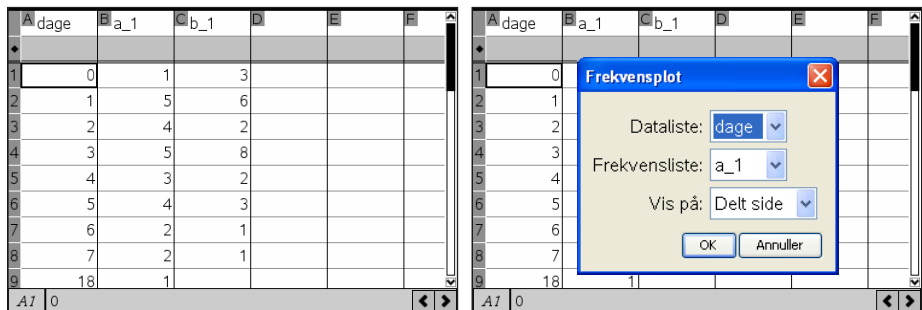 A dage B a_1 C b_1 D E F
◆
1 0 1 3
2 1 5 6
3 2 4 2
4 3 5 8
5 4 3 2
6 5 4 3
7 6 2 1
8 7 2 1
9 18 1
A1 0
A dage B a_1 C b_1 D E F
◆
1 0
2 1
3 2
4 3
5 4
6 5
7 6
8 7
9 18 1
A1 0
Frekvensplot
Dataliste: dage
Frekvensliste: a_1
Vis på: Delt side
OK Annuller